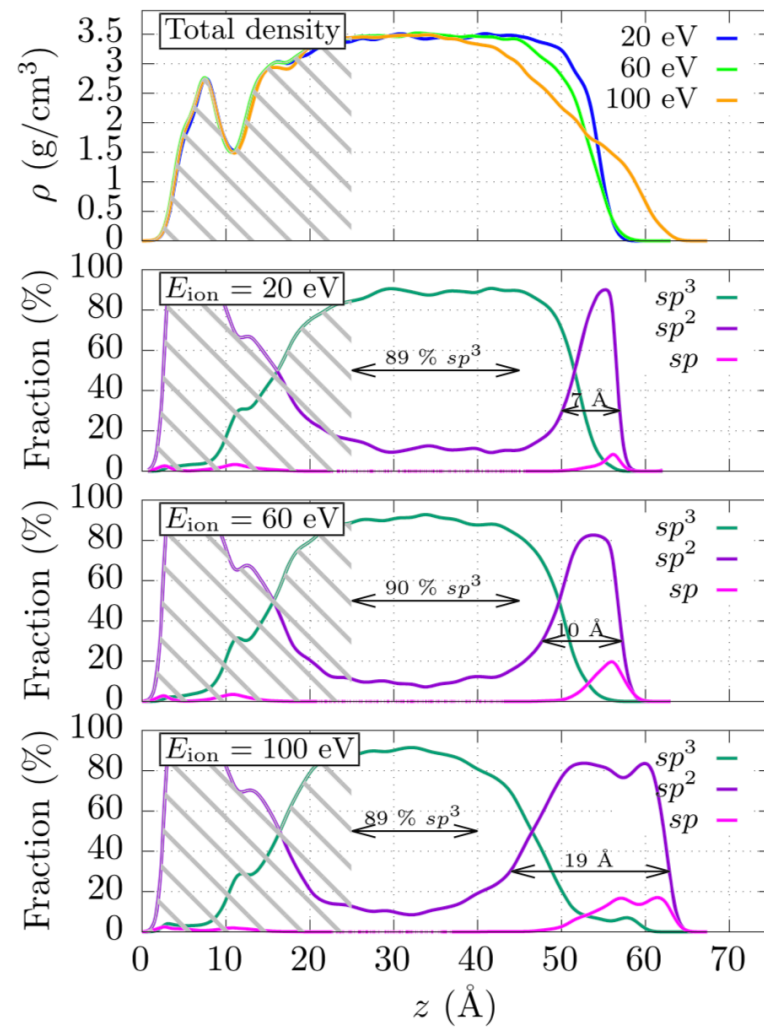 Total density
20 eV
60 eV
100 eV
ρ (g/cm³)
3.5
3
2.5
2
1.5
1
0.5
0
E_ion = 20 eV
sp³
sp²
sp
89 % sp³
7 Å
Fraction (%)
100
80
60
40
20
0
E_ion = 60 eV
sp³
sp²
sp
90 % sp³
10 Å
Fraction (%)
100
80
60
40
20
0
E_ion = 100 eV
sp³
sp²
sp
89 % sp³
19 Å
Fraction (%)
100
80
60
40
20
0
0 10 20 30 40 50 60 70
z (Å)